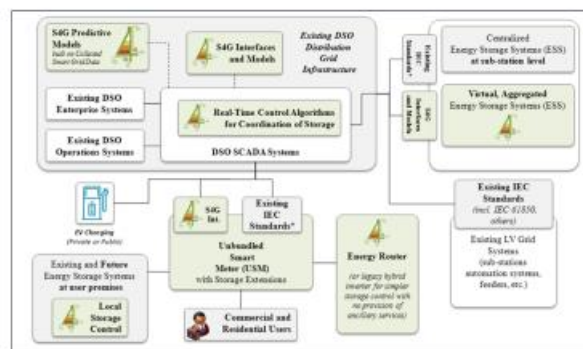 S4G Predictive
Models
built on Collected
Smart Grid Data
S4G Interfaces
and Models
Existing DSO
Distribution
Grid
Infrastructure
Existing DSO
Enterprise Systems
Existing DSO
Operations Systems
Real-Time Control Algorithms
for Coordination of Storage
DSO SCADA Systems
Existing
IEC
Standards*
S4G
Interfaces
and Models
Centralized
Energy Storage Systems (ESS)
at sub-station level
Virtual, Aggregated
Energy Storage Systems (ESS)
EV Charging
(Private or Public)
S4G
Int.
Existing
IEC
Standards*
Unbundled
Smart
Meter (USM)
with Storage Extensions
Energy Router
(or legacy hybrid
inverter for simpler
storage control with
no provision of
ancillary services)
Existing IEC
Standards
(incl. IEC-61850,
others)
Existing LV Grid
Systems
(sub-stations
automation systems,
feeders, etc.)
Existing and Future
Energy Storage Systems
at user premises
Local
Storage
Control
Commercial and
Residential Users